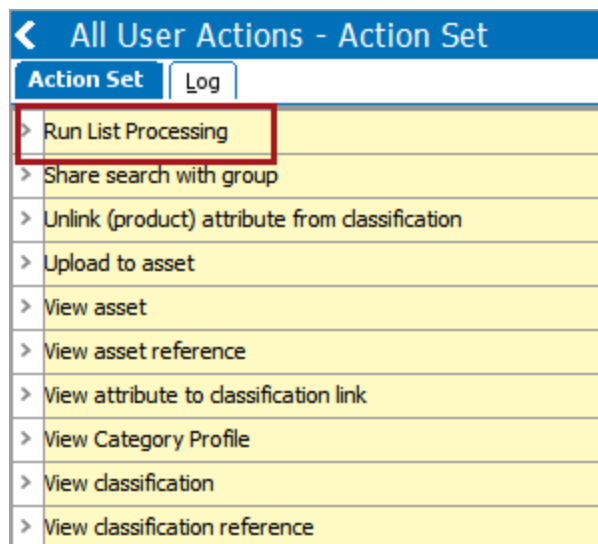 All User Actions - Action Set
Action Set Log
Run List Processing
Share search with group
Unlink (product) attribute from classification
Upload to asset
View asset
View asset reference
View attribute to classification link
View Category Profile
View classification
View classification reference